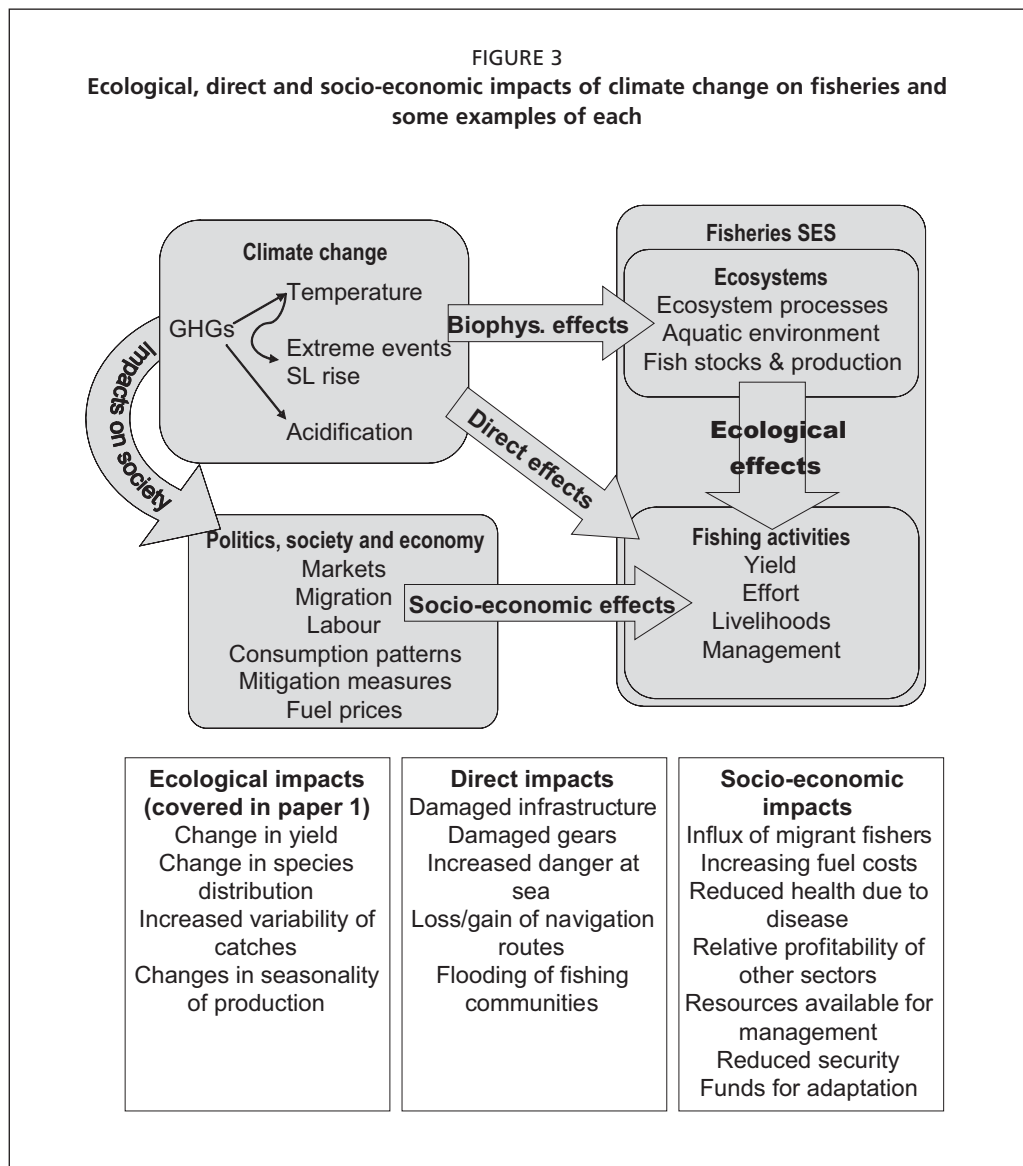 FIGURE 3
Ecological, direct and socio-economic impacts of climate change on fisheries and
some examples of each
Climate change
GHGs
Temperature
Extreme events
SL rise
Acidification
Impacts on society
Biophys. effects
Direct effects
Fisheries SES
Ecosystems
Ecosystem processes
Aquatic environment
Fish stocks & production
Ecological
effects
Politics, society and economy
Markets
Migration
Labour
Consumption patterns
Mitigation measures
Fuel prices
Socio-economic effects
Fishing activities
Yield
Effort
Livelihoods
Management
Ecological impacts
(covered in paper 1)
Change in yield
Change in species
distribution
Increased variability of
catches
Changes in seasonality
of production
Direct impacts
Damaged infrastructure
Damaged gears
Increased danger at
sea
Loss/gain of navigation
routes
Flooding of fishing
communities
Socio-economic
impacts
Influx of migrant fishers
Increasing fuel costs
Reduced health due to
disease
Relative profitability of
other sectors
Resources available for
management
Reduced security
Funds for adaptation